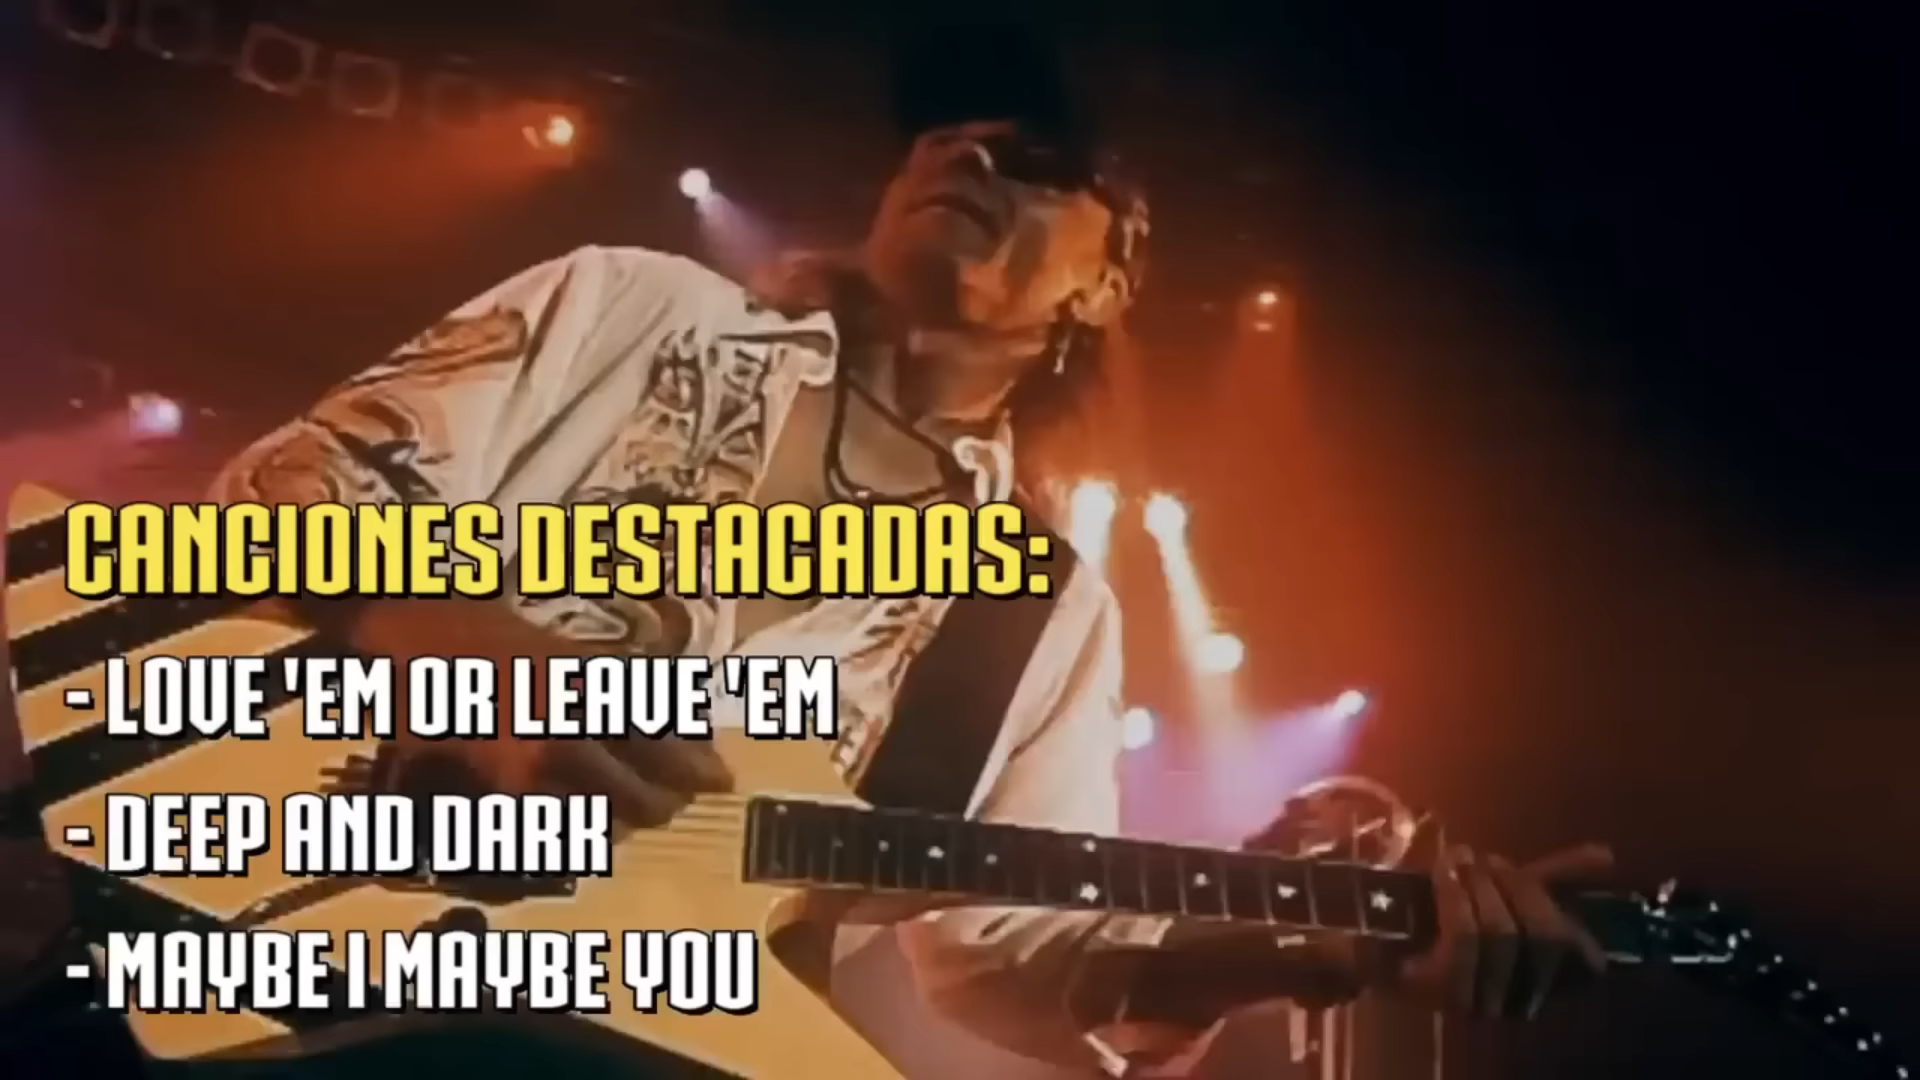 CANCIONES DESTACADAS:
- LOVE 'EM OR LEAVE 'EM
- DEEP AND DARK
- MAYBE I MAYBE YOU